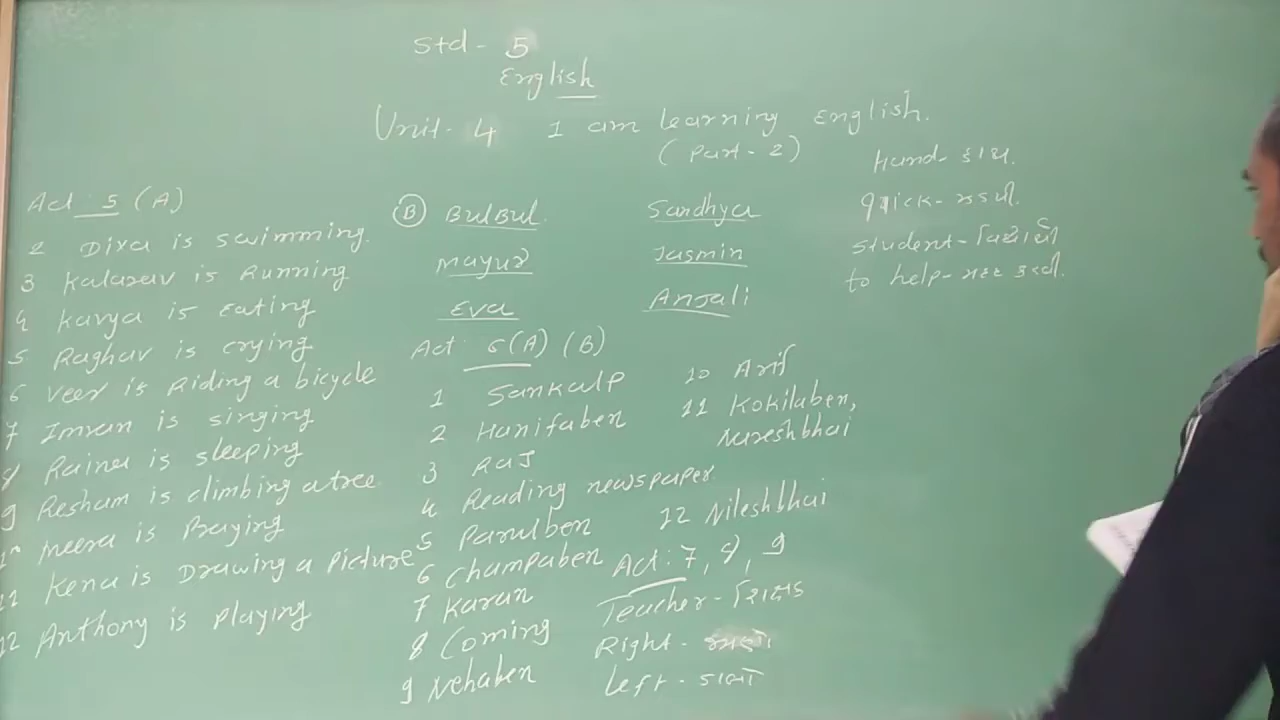 Std - 5
English
Unit - 4 I am learning English.
(Part - 2)
Act : 5 (A)
2 Diya is swimming.
3 Kalarav is Running
4 Kavya is eating
5 Raghav is crying
6 Veer is Riding a bicycle
7 Imran is singing
8 Raina is sleeping
9 Resham is climbing a tree
10 Meera is Praying
11 Kena is Drawing a picture
12 Anthony is playing
(B) BulBul. Sandhya
Mayur Jasmin
Eva Anjali
Act : 6(A) (B)
1 Sankalp
2 Hanifaben
3 Raj
4 Reading newspaper.
5 Parulben
6 Champaben
7 Karan
8 Coming
9 Nehaben
10 Arif
11 Kokilaben,
Nareshbhai
12 Nileshbhai
Act : 7, 8, 9
Teacher - શિક્ષક
Right -
Left - ડાબો
Hand - હાથ.
quick - ઝડપી.
student - વિદ્યાર્થી
to help - મદદ કરવી.